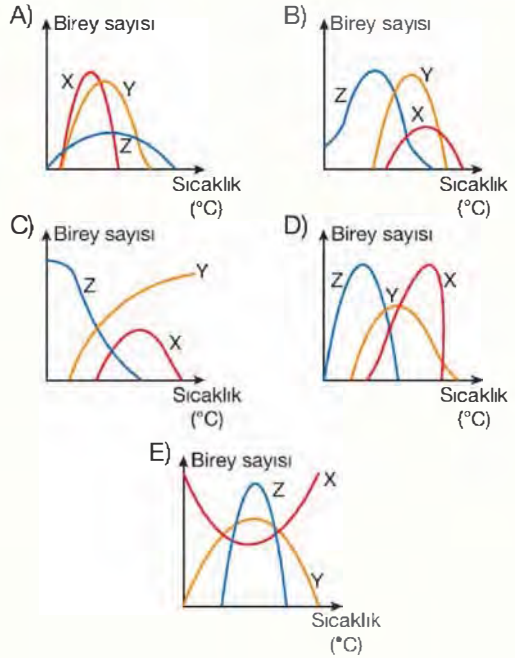 A)
Birey sayısı
X
Y
Z
Sıcaklık
(°C)
B)
Birey sayısı
Z
Y
X
Sıcaklık
(°C)
C)
Birey sayısı
Z
Y
X
Sıcaklık
(°C)
D)
Birey sayısı
Z
Y
X
Sıcaklık
(°C)
E)
Birey sayısı
Z
X
Y
Sıcaklık
(°C)